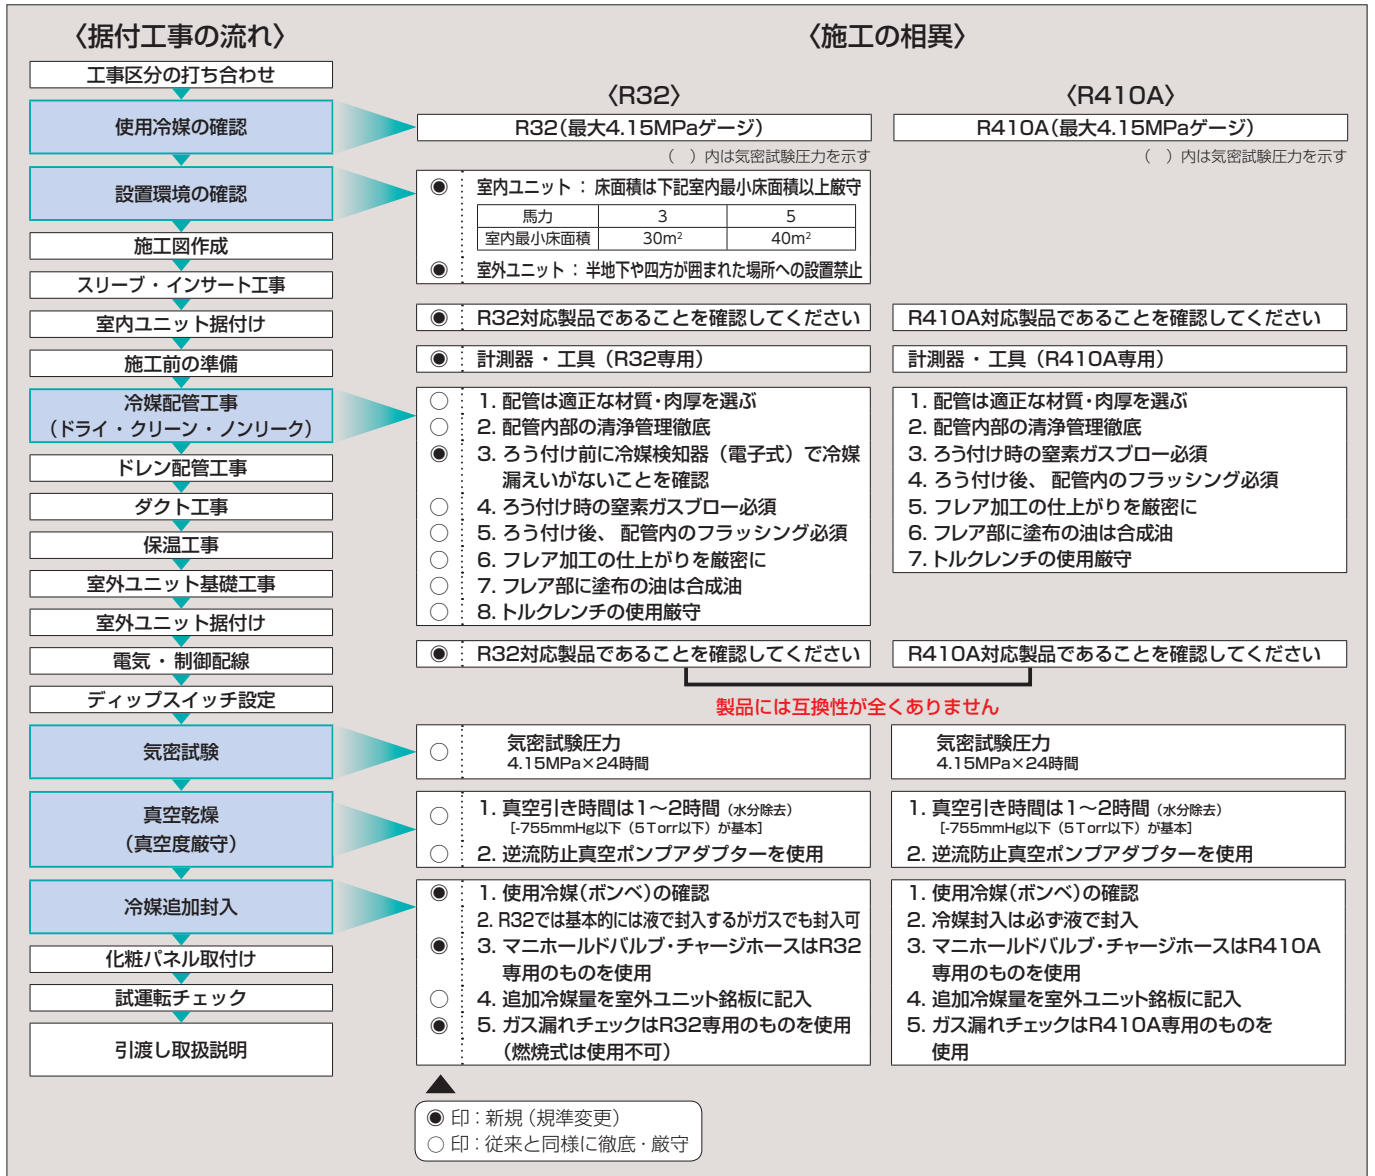 〈据付工事の流れ〉
工事区分の打ち合わせ
使用冷媒の確認
設置環境の確認
施工図作成
スリーブ・インサート工事
室内ユニット据付け
施工前の準備
冷媒配管工事
（ドライ・クリーン・ノンリーク）
ドレン配管工事
ダクト工事
保温工事
室外ユニット基礎工事
室外ユニット据付け
電気・制御配線
ディップスイッチ設定
気密試験
真空乾燥
（真空度厳守）
冷媒追加封入
化粧パネル取付け
試運転チェック
引渡し取扱説明
〈施工の相異〉
〈R32〉
R32(最大4.15MPaゲージ)
（　）内は気密試験圧力を示す
◉ 室内ユニット：床面積は下記室内最小床面積以上厳守
馬力 3 5
室内最小床面積 30m² 40m²
◉ 室外ユニット：半地下や四方が囲まれた場所への設置禁止
◉ R32対応製品であることを確認してください
◉ 計測器・工具（R32専用）
○ 1. 配管は適正な材質・肉厚を選ぶ
○ 2. 配管内部の清浄管理徹底
◉ 3. ろう付け前に冷媒検知器（電子式）で冷媒
漏えいがないことを確認
○ 4. ろう付け時の窒素ガスブロー必須
○ 5. ろう付け後、配管内のフラッシング必須
○ 6. フレア加工の仕上がりを厳密に
○ 7. フレア部に塗布の油は合成油
○ 8. トルクレンチの使用厳守
◉ R32対応製品であることを確認してください
○ 気密試験圧力
4.15MPa×24時間
○ 1. 真空引き時間は1〜2時間（水分除去）
[-755mmHg以下（5Torr以下）が基本]
○ 2. 逆流防止真空ポンプアダプターを使用
◉ 1. 使用冷媒(ボンベ)の確認
2. R32では基本的には液で封入するがガスでも封入可
◉ 3. マニホールドバルブ・チャージホースはR32
専用のものを使用
○ 4. 追加冷媒量を室外ユニット銘板に記入
◉ 5. ガス漏れチェックはR32専用のものを使用
（燃焼式は使用不可）
〈R410A〉
R410A(最大4.15MPaゲージ)
（　）内は気密試験圧力を示す
R410A対応製品であることを確認してください
計測器・工具（R410A専用）
1. 配管は適正な材質・肉厚を選ぶ
2. 配管内部の清浄管理徹底
3. ろう付け時の窒素ガスブロー必須
4. ろう付け後、配管内のフラッシング必須
5. フレア加工の仕上がりを厳密に
6. フレア部に塗布の油は合成油
7. トルクレンチの使用厳守
R410A対応製品であることを確認してください
製品には互換性が全くありません
気密試験圧力
4.15MPa×24時間
1. 真空引き時間は1〜2時間（水分除去）
[-755mmHg以下（5Torr以下）が基本]
2. 逆流防止真空ポンプアダプターを使用
1. 使用冷媒(ボンベ)の確認
2. 冷媒封入は必ず液で封入
3. マニホールドバルブ・チャージホースはR410A
専用のものを使用
4. 追加冷媒量を室外ユニット銘板に記入
5. ガス漏れチェックはR410A専用のものを
使用
◉ 印：新規（規準変更）
○ 印：従来と同様に徹底・厳守